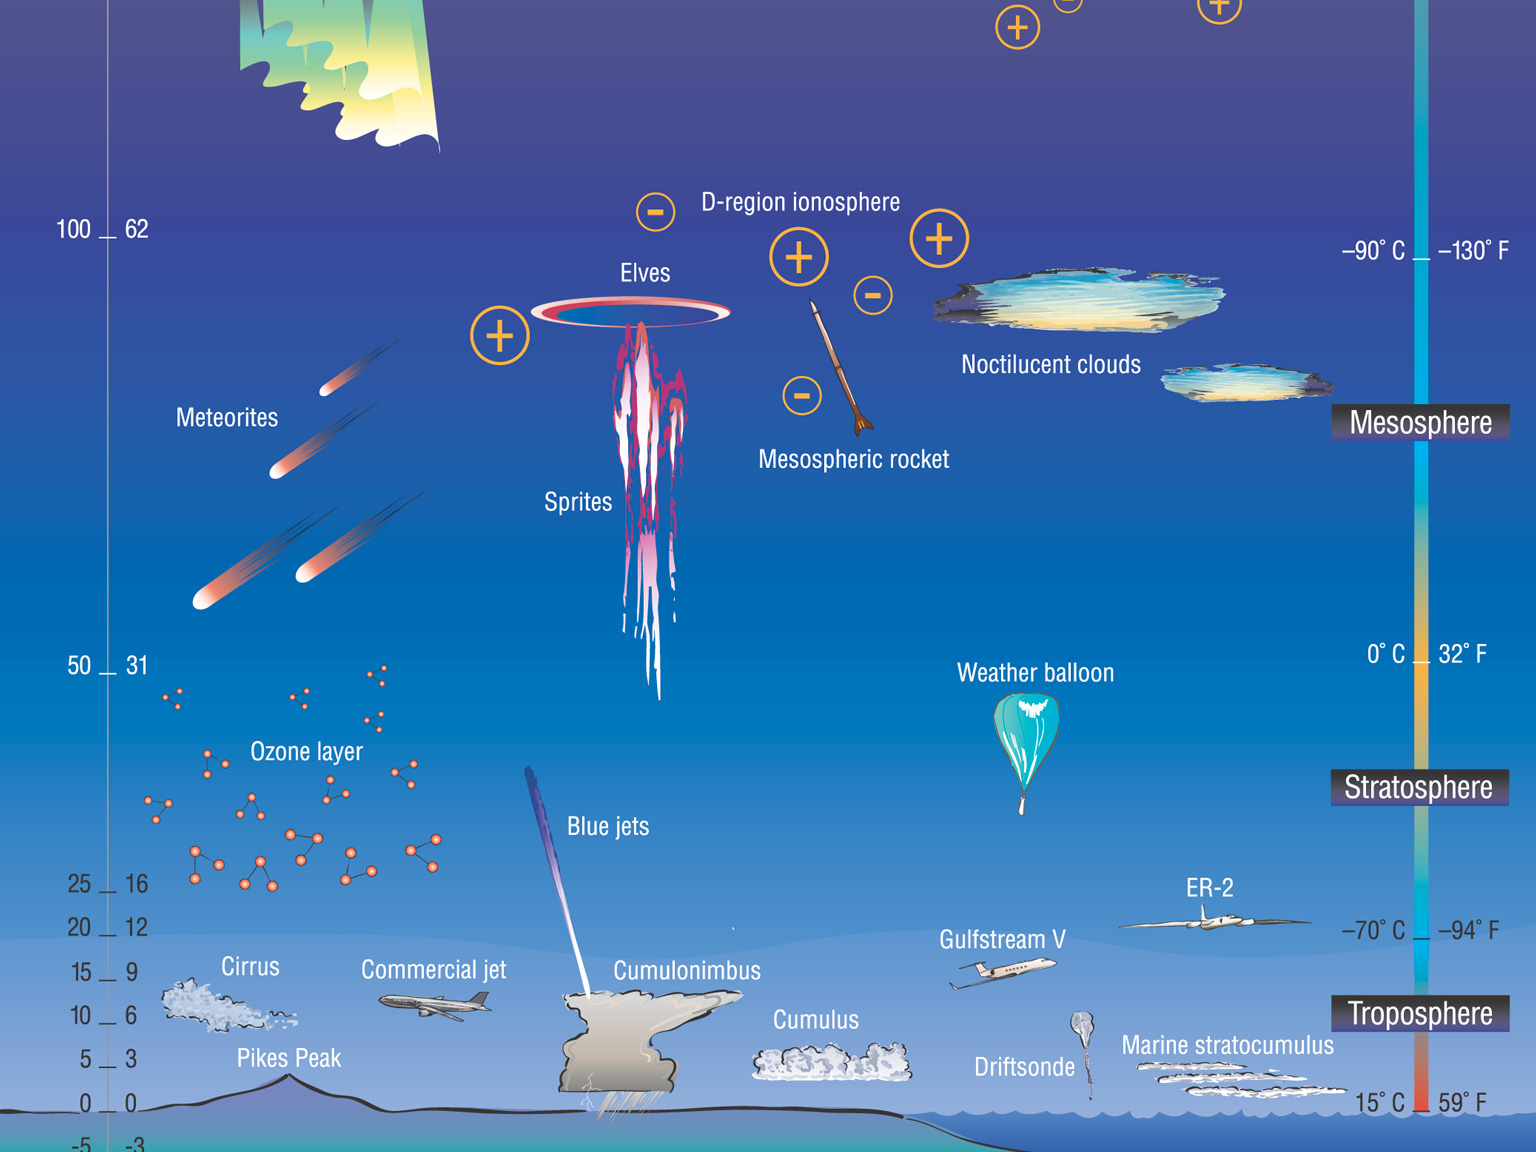 D-region ionosphere
100 62
–90° C –130° F
Elves
Noctilucent clouds
Meteorites
Mesosphere
Mesospheric rocket
Sprites
50 31
0° C 32° F
Weather balloon
Ozone layer
Stratosphere
Blue jets
25 16
ER-2
20 12
–70° C –94° F
Gulfstream V
15 9
Cirrus
Commercial jet
Cumulonimbus
10 6
Troposphere
Cumulus
Marine stratocumulus
5 3
Pikes Peak
Driftsonde
0 0
15° C 59° F
-5 -3